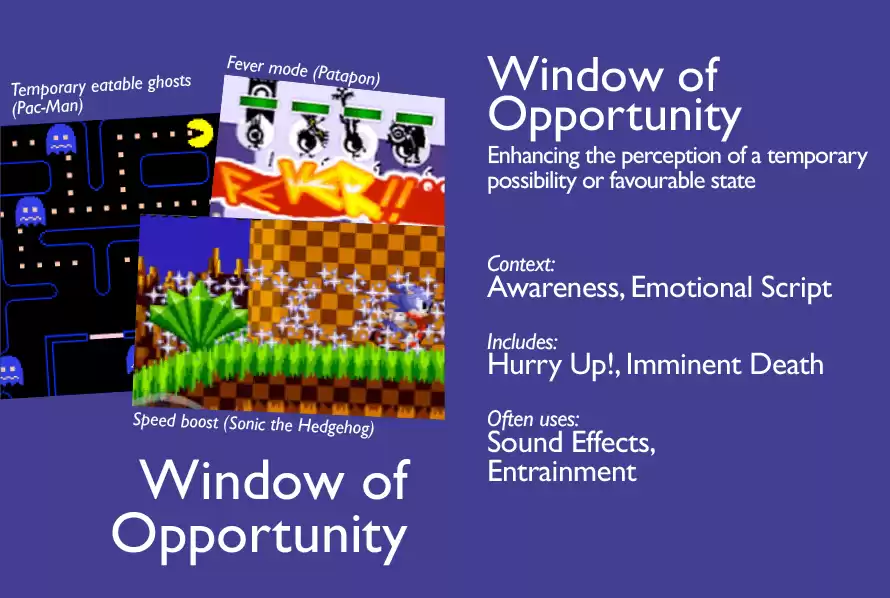 Temporary eatable ghosts
(Pac-Man)
Fever mode (Patapon)
FEVER!!
Speed boost (Sonic the Hedgehog)
Window of
Opportunity
Window of
Opportunity
Enhancing the perception of a temporary
possibility or favourable state
Context:
Awareness, Emotional Script
Includes:
Hurry Up!, Imminent Death
Often uses:
Sound Effects,
Entrainment